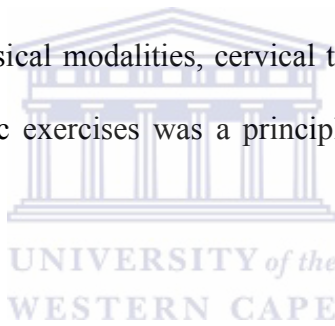 sical modalities, cervical t
c exercises was a princip
UNIVERSITY of the
WESTERN CAPE